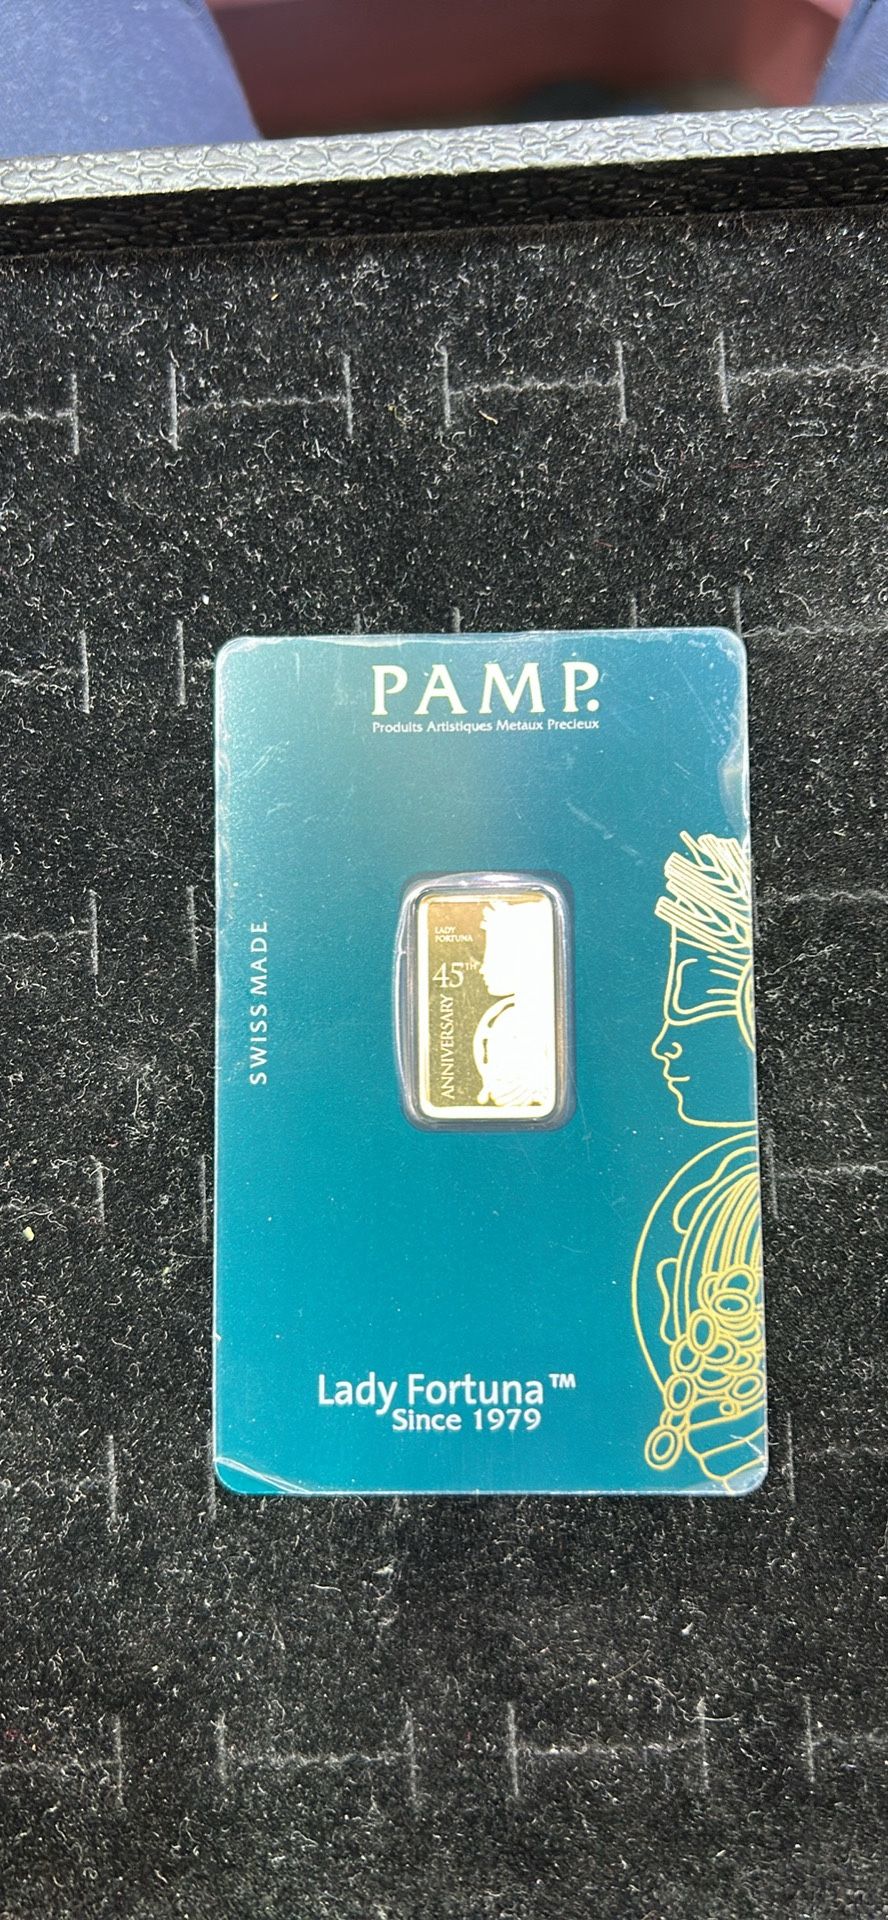 PAMP.
Produits Artistiques Metaux Precieux
SWISS MADE
LADY
FORTUNA
45TH
ANNIVERSARY
Lady Fortuna™
Since 1979